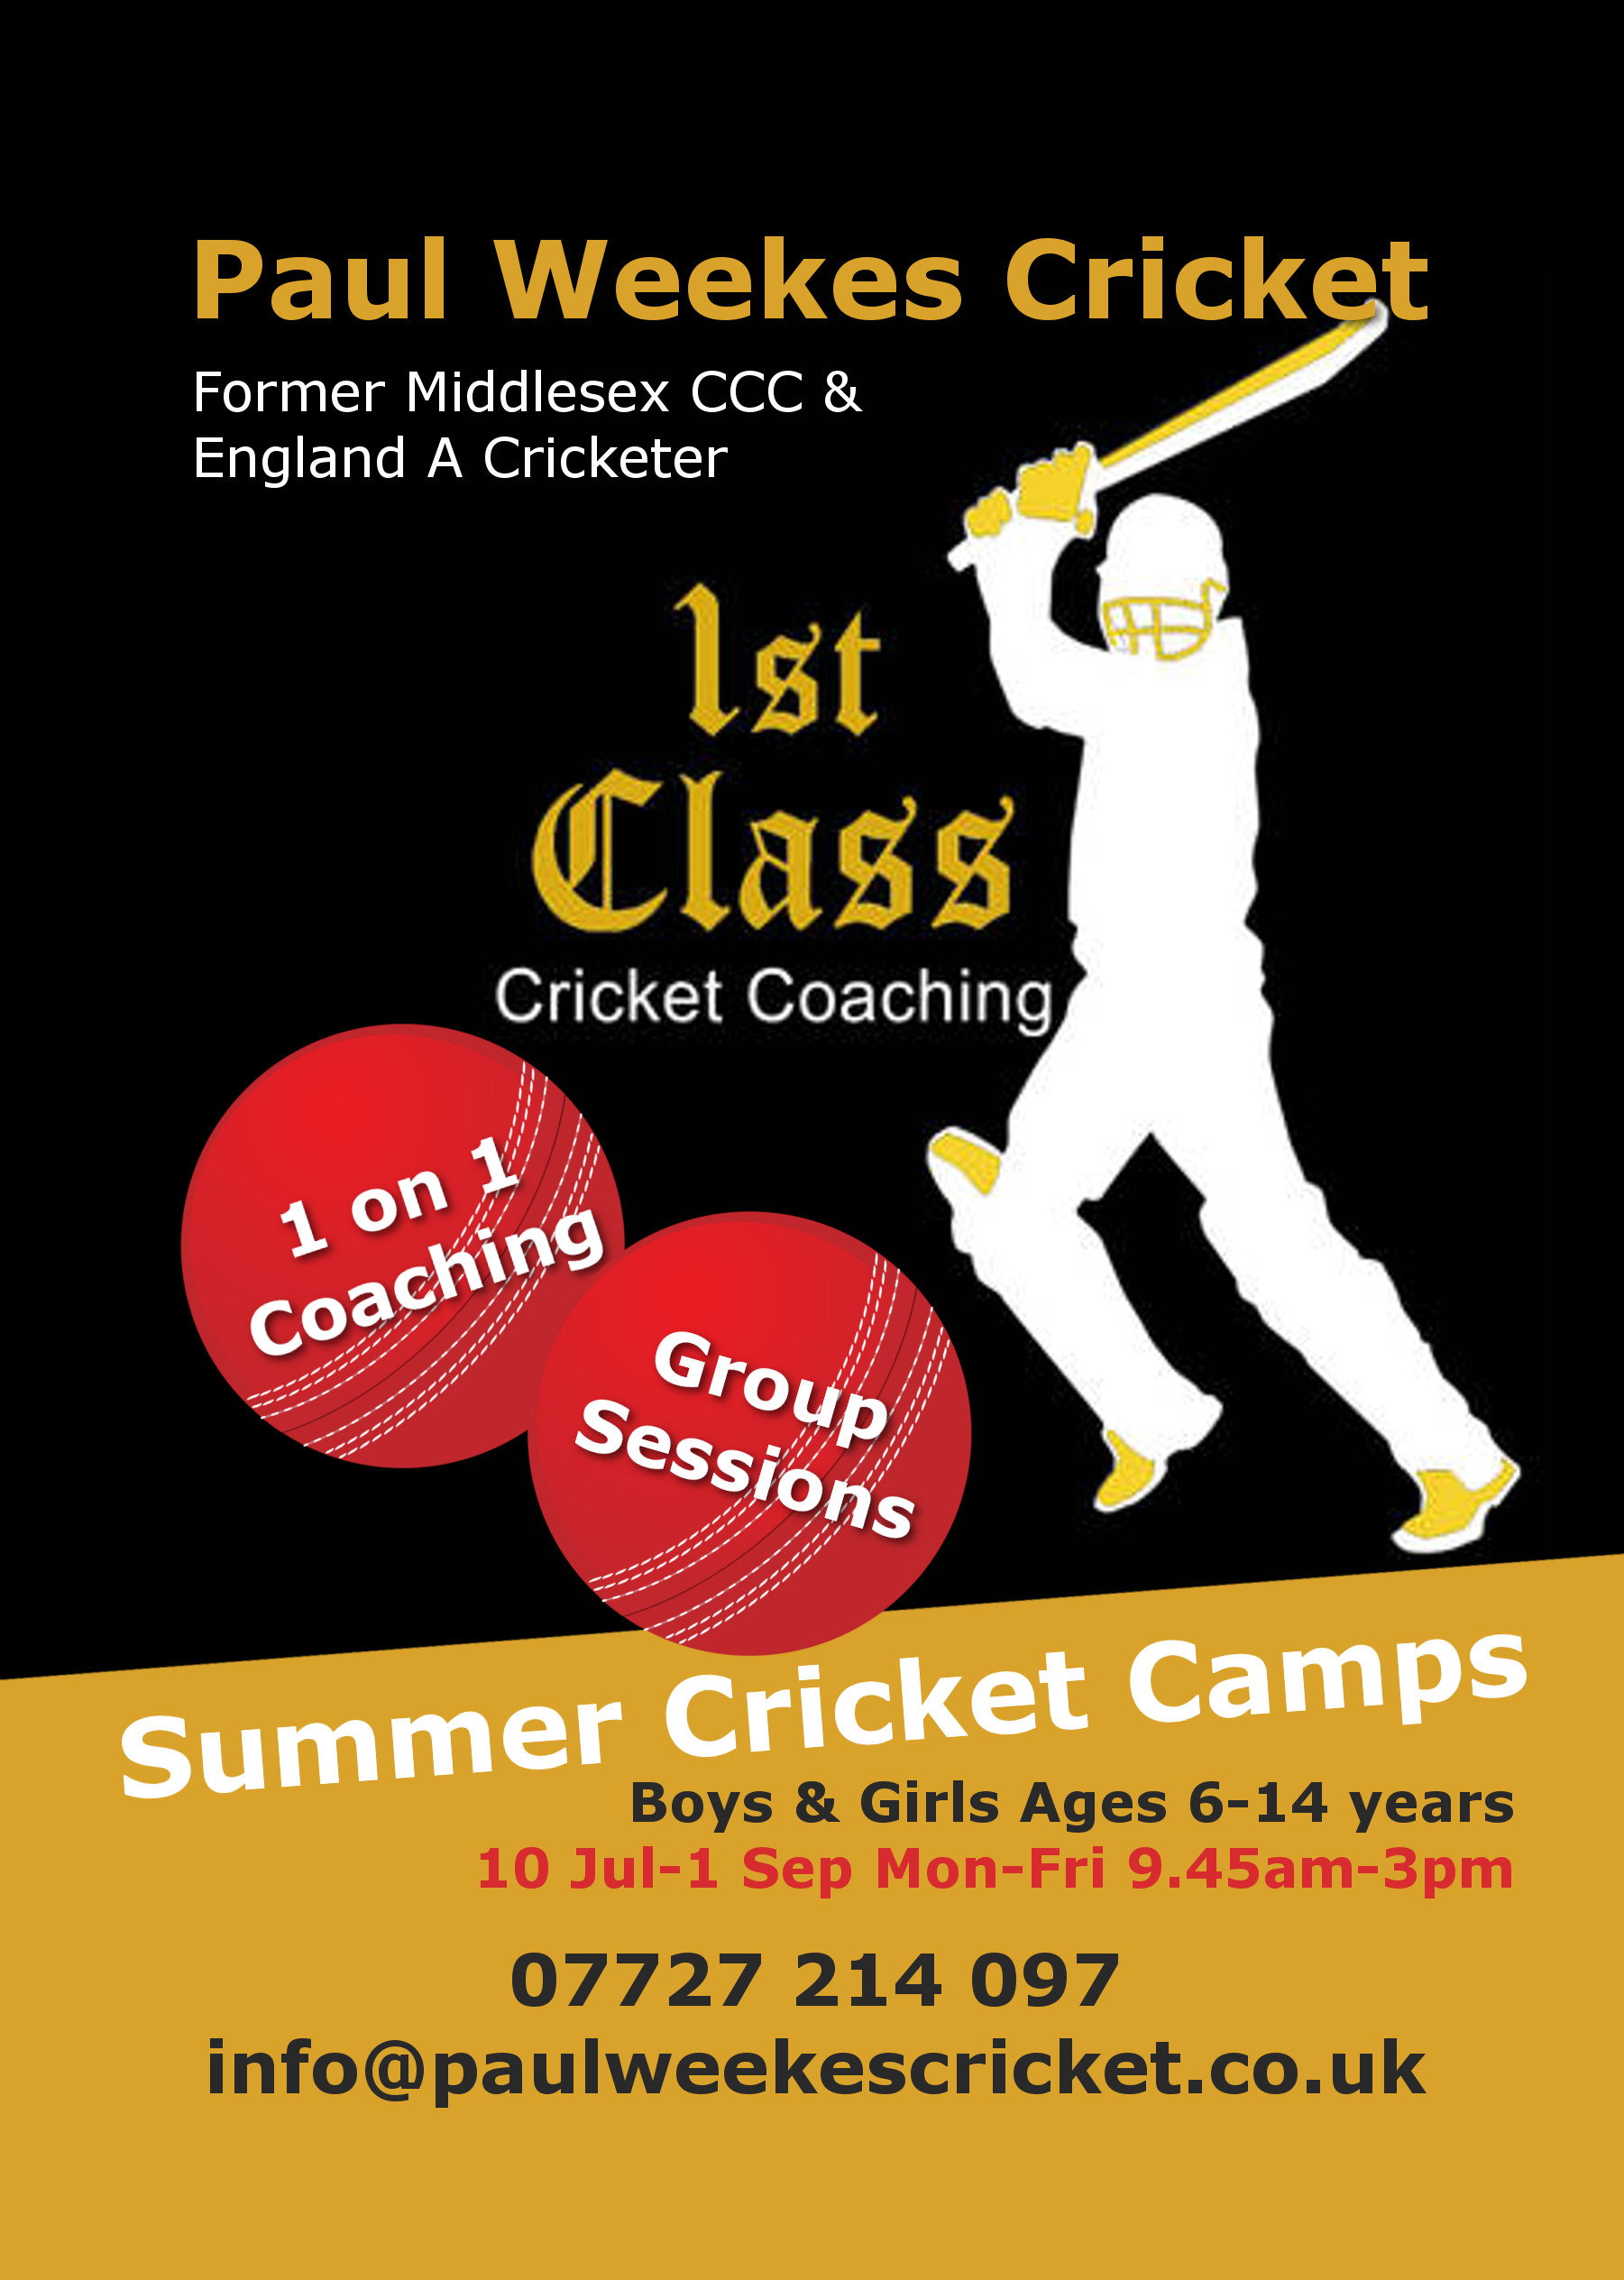 Paul Weekes Cricket
Former Middlesex CCC &
England A Cricketer
1st
Class
Cricket Coaching
1 on 1
Coaching
Group
Sessions
Summer Cricket Camps
Boys & Girls Ages 6-14 years
10 Jul-1 Sep Mon-Fri 9.45am-3pm
07727 214 097
info@paulweekescricket.co.uk